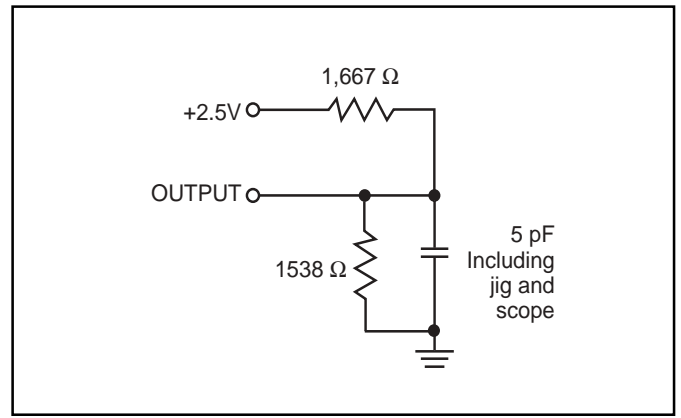 1,667 Ω
+2.5V
OUTPUT
1538 Ω
5 pF
Including
jig and
scope